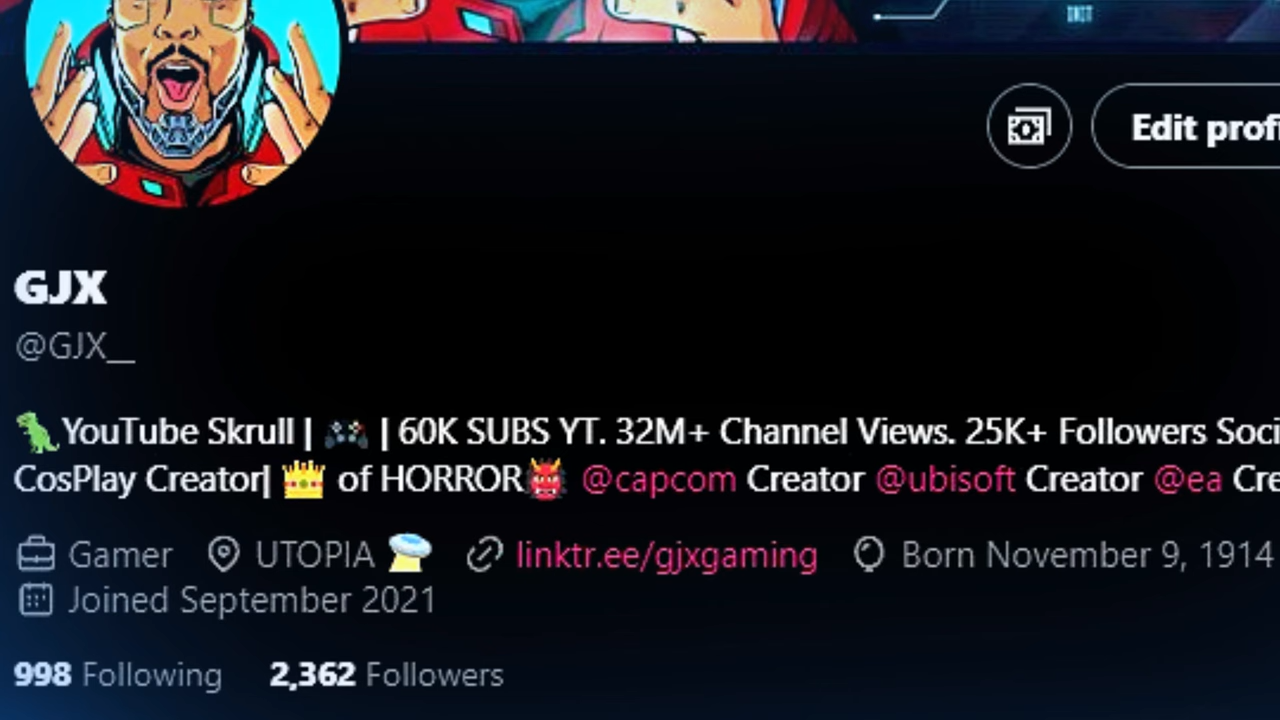 INIT
Edit profi
GJX
@GJX__
🦖YouTube Skrull | 🎮 | 60K SUBS YT. 32M+ Channel Views. 25K+ Followers Soci
CosPlay Creator| 👑 of HORROR👹 @capcom Creator @ubisoft Creator @ea Cre
Gamer UTOPIA 🛸 linktr.ee/gjxgaming Born November 9, 1914
Joined September 2021
998 Following 2,362 Followers